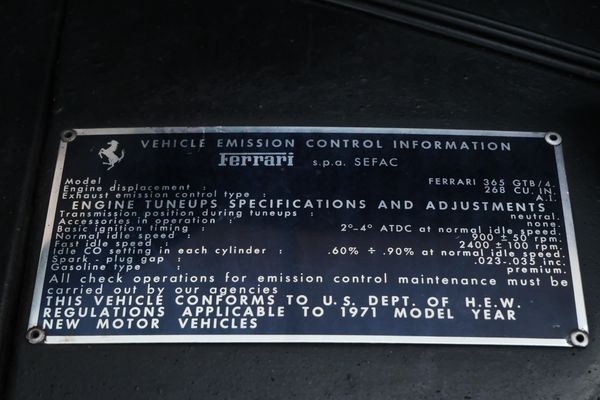 VEHICLE EMISSION CONTROL INFORMATION
Ferrari s.p.a. SEFAC
Model : FERRARI 365 GTB/4.
Engine displacement : 268 CU. IN.
Exhaust emission control type : A.I.
ENGINE TUNEUPS SPECIFICATIONS AND ADJUSTMENTS
Transmission position during tuneups : neutral.
Accessories in operation : none.
Basic ignition timing : 2°-4° ATDC at normal idle speed.
Normal idle speed : 900 ± 50 rpm.
Fast idle speed : 2400 ± 100 rpm.
Idle CO setting in each cylinder .60% ÷ .90% at normal idle speed.
Spark - plug gap : .023-.035 inc.
Gasoline type : premium.
All check operations for emission control maintenance must be
carried out by our agencies
THIS VEHICLE CONFORMS TO U.S. DEPT. OF H.E.W.
REGULATIONS APPLICABLE TO 1971 MODEL YEAR
NEW MOTOR VEHICLES